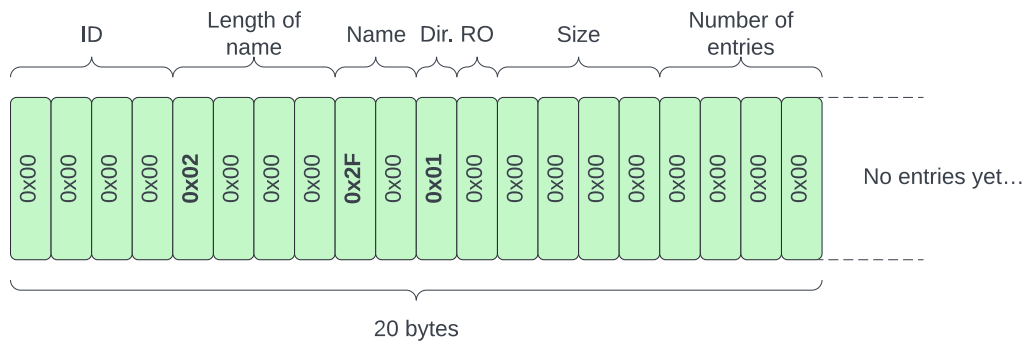 ID
Length of
name
Name
Dir.
RO
Size
Number of
entries
0x00
0x00
0x00
0x00
0x02
0x00
0x00
0x00
0x2F
0x00
0x01
0x00
0x00
0x00
0x00
0x00
0x00
0x00
0x00
0x00
No entries yet…
20 bytes